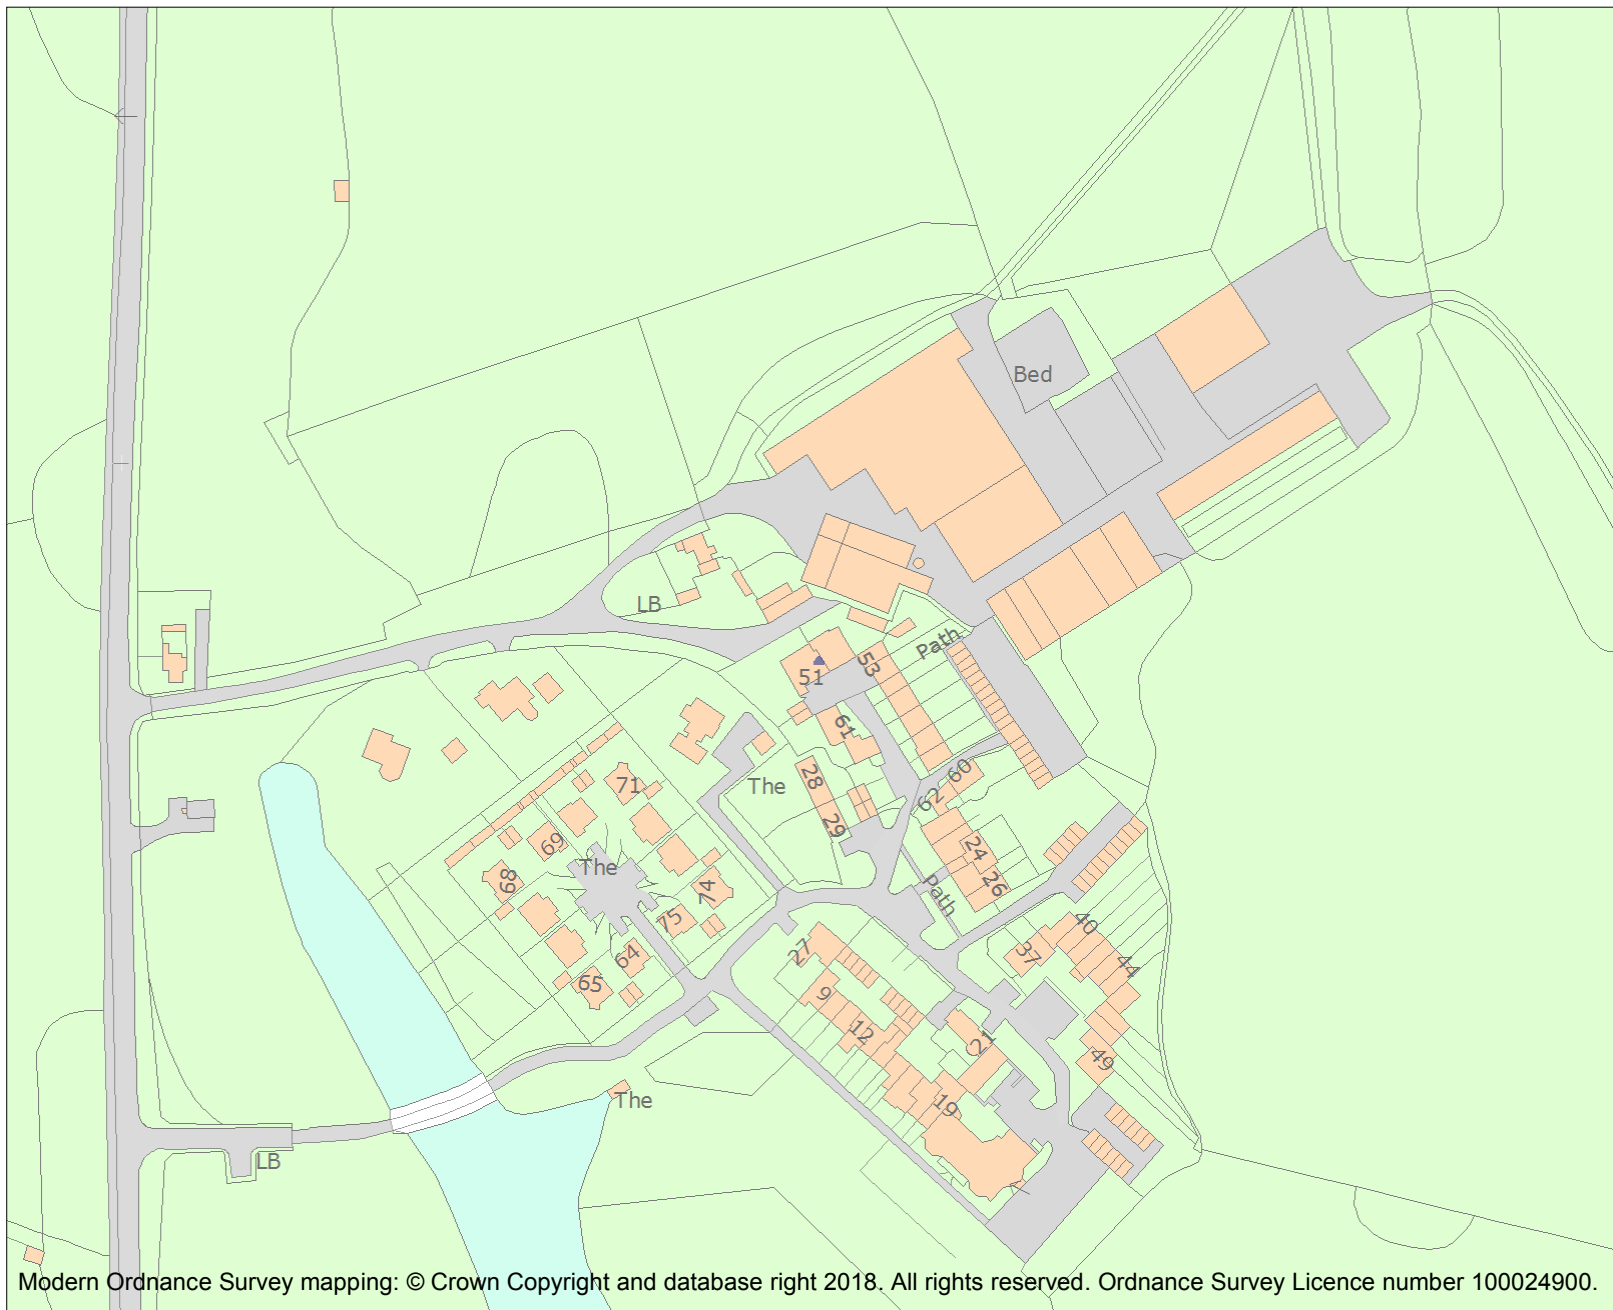 Bed
LB
Path
53
51
61
60
28
The
71
62
29
24
69
The
68
26
74
Path
75
40
27
37
64
44
65
9
12
21
49
The
19
LB
Modern Ordnance Survey mapping: © Crown Copyright and database right 2018. All rights reserved. Ordnance Survey Licence number 100024900.